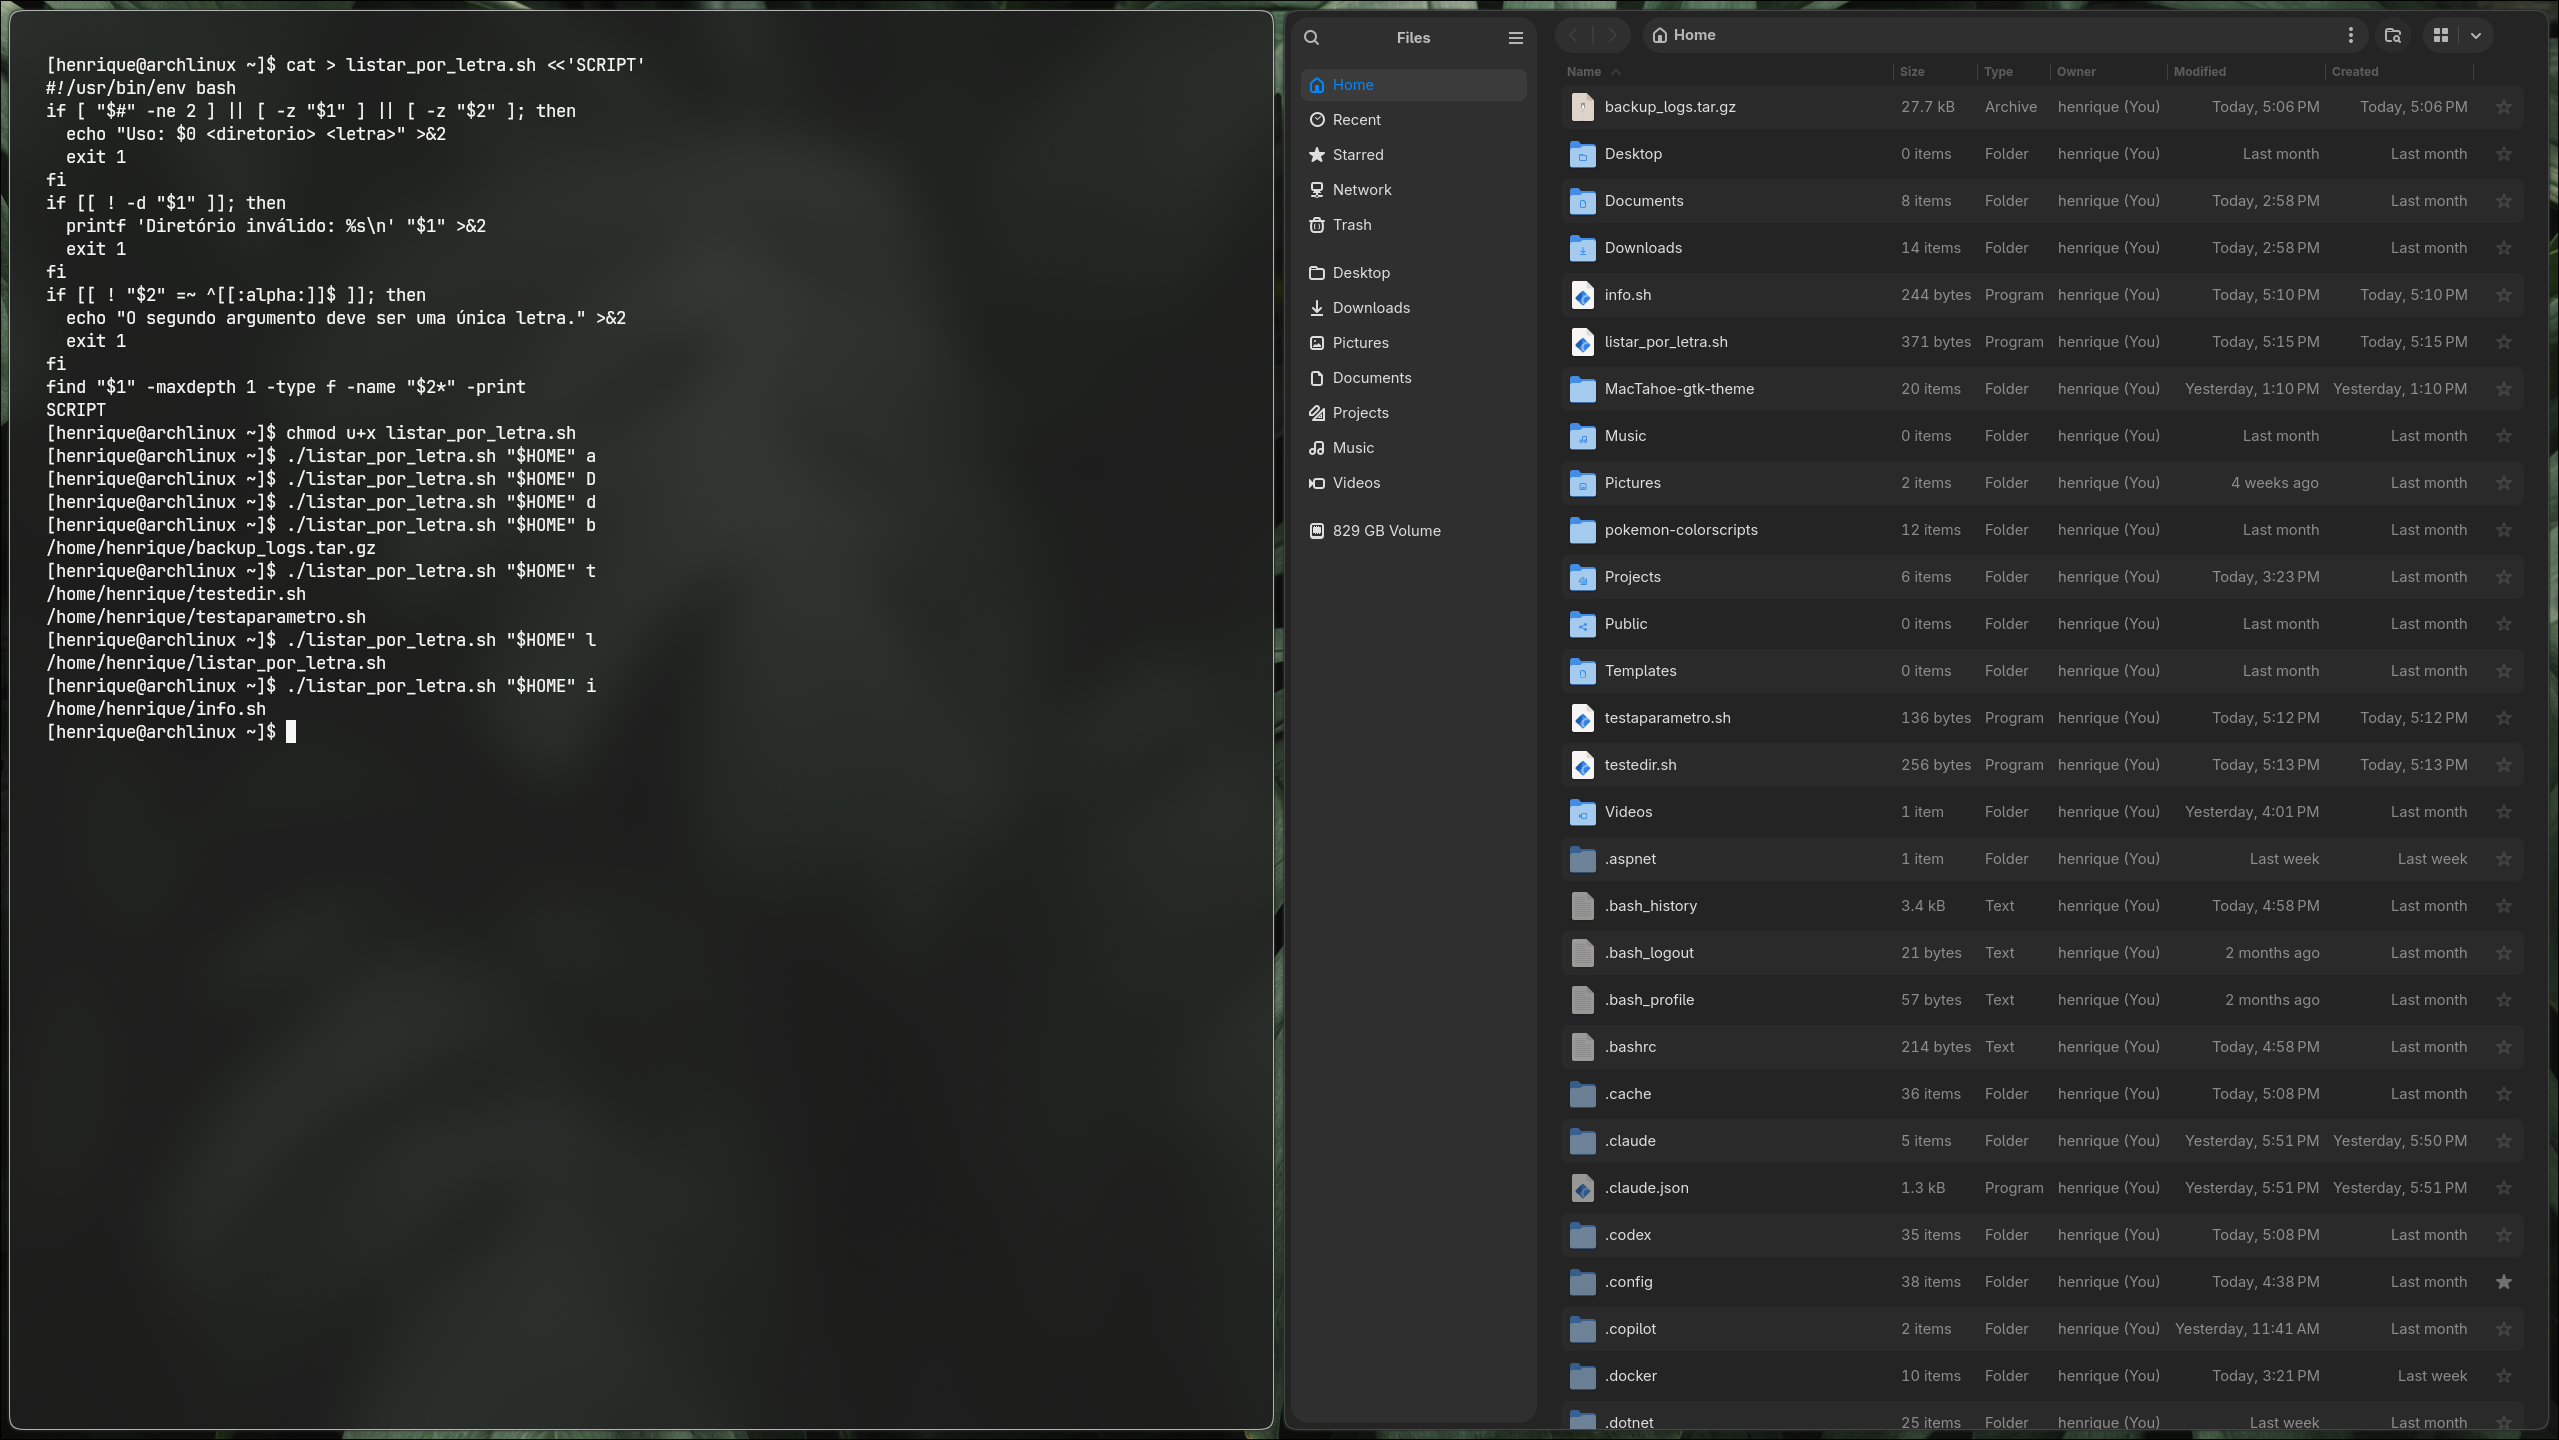 [henrique@archlinux ~]$ cat > listar_por_letra.sh <<'SCRIPT'
#!/usr/bin/env bash
if [ "$#" -ne 2 ] || [ -z "$1" ] || [ -z "$2" ]; then
  echo "Uso: $0 <diretorio> <letra>" >&2
  exit 1
fi
if [[ ! -d "$1" ]]; then
  printf 'Diretório inválido: %s\n' "$1" >&2
  exit 1
fi
if [[ ! "$2" =~ ^[[:alpha:]]$ ]]; then
  echo "O segundo argumento deve ser uma única letra." >&2
  exit 1
fi
find "$1" -maxdepth 1 -type f -name "$2*" -print
SCRIPT
[henrique@archlinux ~]$ chmod u+x listar_por_letra.sh
[henrique@archlinux ~]$ ./listar_por_letra.sh "$HOME" a
[henrique@archlinux ~]$ ./listar_por_letra.sh "$HOME" D
[henrique@archlinux ~]$ ./listar_por_letra.sh "$HOME" d
[henrique@archlinux ~]$ ./listar_por_letra.sh "$HOME" b
/home/henrique/backup_logs.tar.gz
[henrique@archlinux ~]$ ./listar_por_letra.sh "$HOME" t
/home/henrique/testedir.sh
/home/henrique/testaparametro.sh
[henrique@archlinux ~]$ ./listar_por_letra.sh "$HOME" l
/home/henrique/listar_por_letra.sh
[henrique@archlinux ~]$ ./listar_por_letra.sh "$HOME" i
/home/henrique/info.sh
[henrique@archlinux ~]$
Files
Home
Recent
Starred
Network
Trash
Desktop
Downloads
Pictures
Documents
Projects
Music
Videos
829 GB Volume
Home
Name Size Type Owner Modified Created
backup_logs.tar.gz 27.7 kB Archive henrique (You) Today, 5:06 PM Today, 5:06 PM
Desktop 0 items Folder henrique (You) Last month Last month
Documents 8 items Folder henrique (You) Today, 2:58 PM Last month
Downloads 14 items Folder henrique (You) Today, 2:58 PM Last month
info.sh 244 bytes Program henrique (You) Today, 5:10 PM Today, 5:10 PM
listar_por_letra.sh 371 bytes Program henrique (You) Today, 5:15 PM Today, 5:15 PM
MacTahoe-gtk-theme 20 items Folder henrique (You) Yesterday, 1:10 PM Yesterday, 1:10 PM
Music 0 items Folder henrique (You) Last month Last month
Pictures 2 items Folder henrique (You) 4 weeks ago Last month
pokemon-colorscripts 12 items Folder henrique (You) Last month Last month
Projects 6 items Folder henrique (You) Today, 3:23 PM Last month
Public 0 items Folder henrique (You) Last month Last month
Templates 0 items Folder henrique (You) Last month Last month
testaparametro.sh 136 bytes Program henrique (You) Today, 5:12 PM Today, 5:12 PM
testedir.sh 256 bytes Program henrique (You) Today, 5:13 PM Today, 5:13 PM
Videos 1 item Folder henrique (You) Yesterday, 4:01 PM Last month
.aspnet 1 item Folder henrique (You) Last week Last week
.bash_history 3.4 kB Text henrique (You) Today, 4:58 PM Last month
.bash_logout 21 bytes Text henrique (You) 2 months ago Last month
.bash_profile 57 bytes Text henrique (You) 2 months ago Last month
.bashrc 214 bytes Text henrique (You) Today, 4:58 PM Last month
.cache 36 items Folder henrique (You) Today, 5:08 PM Last month
.claude 5 items Folder henrique (You) Yesterday, 5:51 PM Yesterday, 5:50 PM
.claude.json 1.3 kB Program henrique (You) Yesterday, 5:51 PM Yesterday, 5:51 PM
.codex 35 items Folder henrique (You) Today, 5:08 PM Last month
.config 38 items Folder henrique (You) Today, 4:38 PM Last month
.copilot 2 items Folder henrique (You) Yesterday, 11:41 AM Last month
.docker 10 items Folder henrique (You) Today, 3:21 PM Last week
.dotnet 25 items Folder henrique (You) Last week Last month